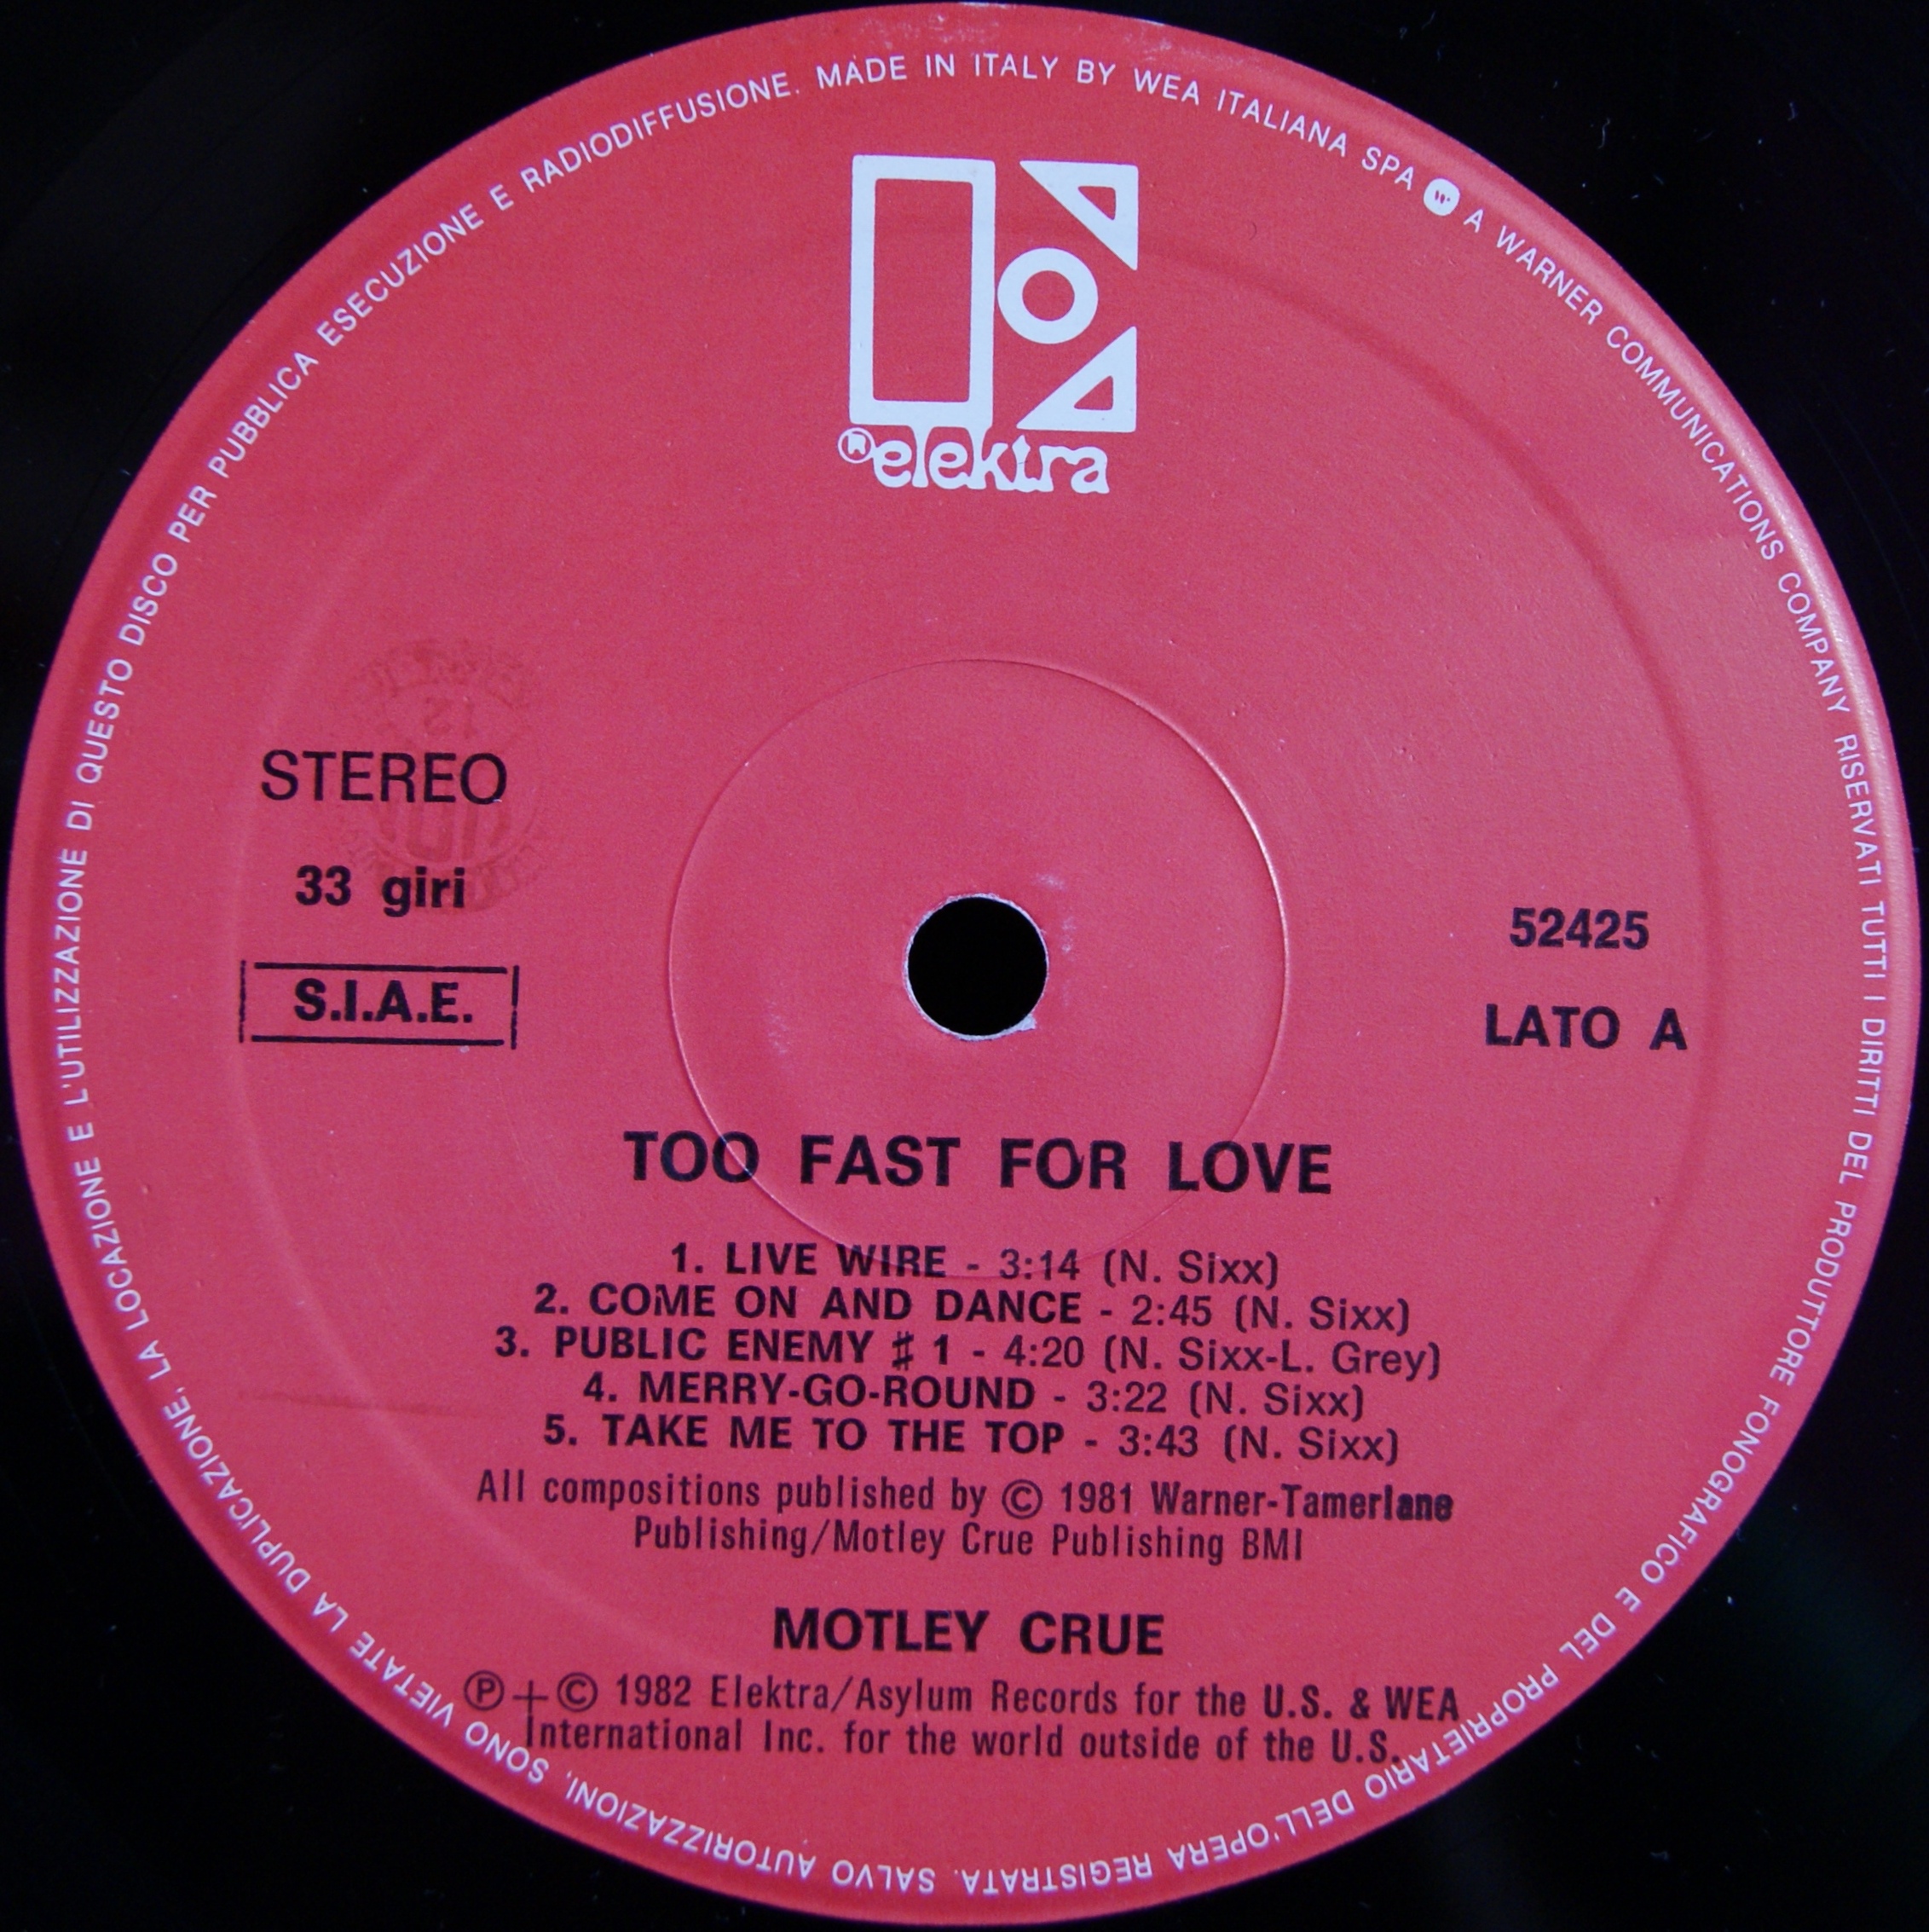 MADE IN ITALY BY WEA ITALIANA SPA W A WARNER COMMUNICATIONS COMPANY RISERVATI TUTTI I DIRITTI DEL PRODUTTORE FONOGRAFICO E DEL PROPRIETARIO DELL'OPERA REGISTRATA. SALVO AUTORIZZAZIONI, SONO VIETATE LA DUPLICAZIONE, LA LOCAZIONE E L'UTILIZZAZIONE DI QUESTO DISCO PER PUBBLICA ESECUZIONE E RADIODIFFUSIONE.
®elektra
STEREO
33 giri
S.I.A.E.
52425
LATO A
TOO FAST FOR LOVE
1. LIVE WIRE - 3:14 (N. Sixx)
2. COME ON AND DANCE - 2:45 (N. Sixx)
3. PUBLIC ENEMY # 1 - 4:20 (N. Sixx-L. Grey)
4. MERRY-GO-ROUND - 3:22 (N. Sixx)
5. TAKE ME TO THE TOP - 3:43 (N. Sixx)
All compositions published by © 1981 Warner-Tamerlane
Publishing/Motley Crue Publishing BMI
MOTLEY CRUE
Ⓟ+© 1982 Elektra/Asylum Records for the U.S. & WEA
International Inc. for the world outside of the U.S.